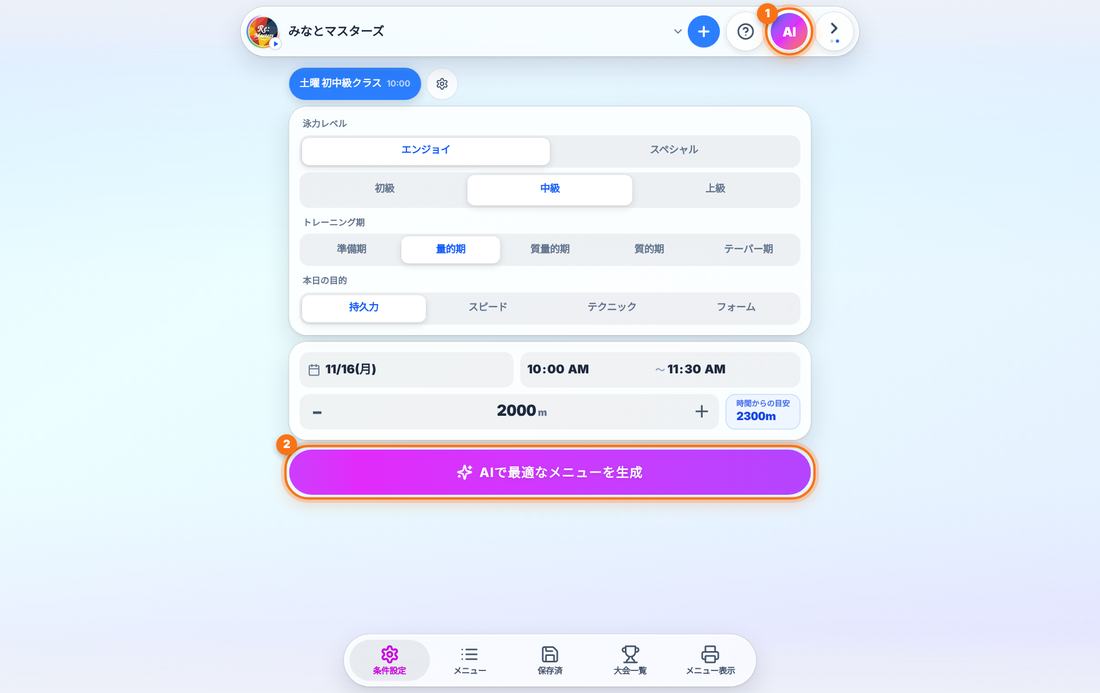 Re:
みなとマスターズ
1
AI
土曜 初中級クラス 10:00
泳力レベル
エンジョイ スペシャル
初級 中級 上級
トレーニング期
準備期 量的期 質量的期 質的期 テーパー期
本日の目的
持久力 スピード テクニック フォーム
11/16(月) 10:00 AM ～11:30 AM
− 2000m + 時間からの目安
2300m
2
AIで最適なメニューを生成
条件設定 メニュー 保存済 大会一覧 メニュー表示